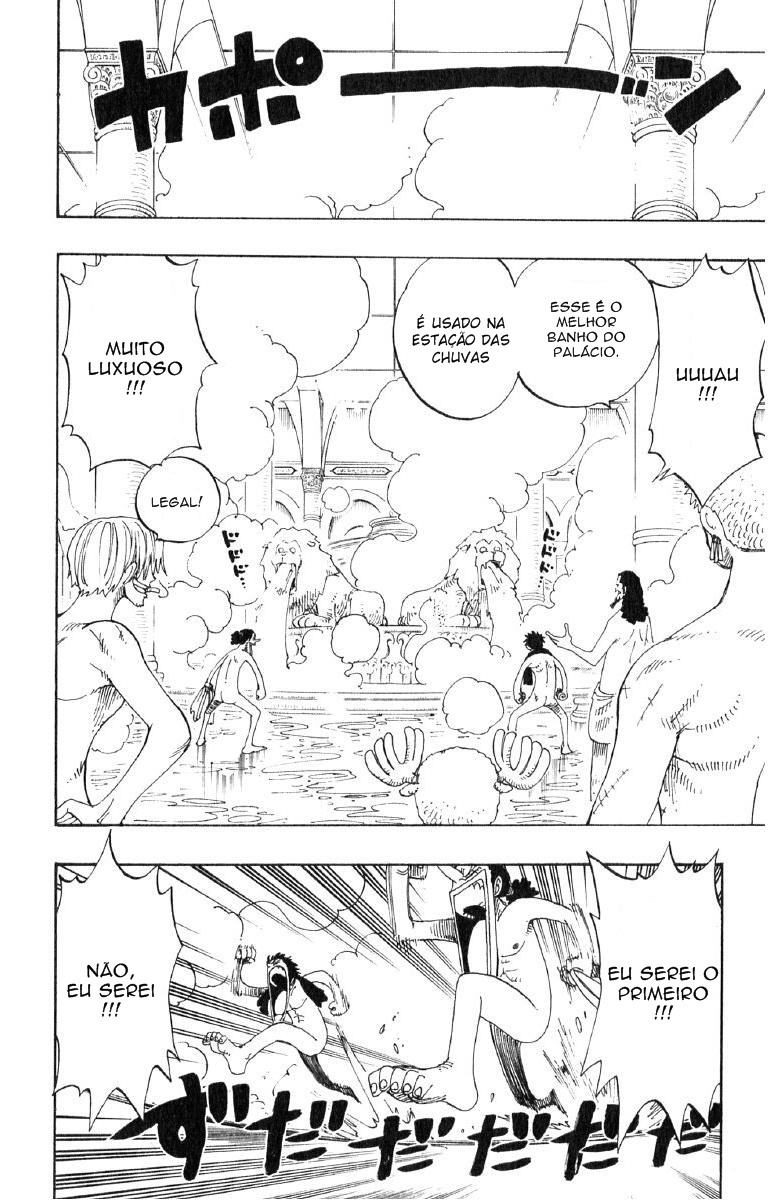 カポーーン
UUUAU
!!!
ESSE É O
MELHOR
BANHO DO
PALÁCIO.
É USADO NA
ESTAÇÃO DAS
CHUVAS
MUITO
LUXUOSO
!!!
LEGAL!
EU SEREI O
PRIMEIRO
!!!
NÃO,
EU SEREI
!!!
ずだだだだだ